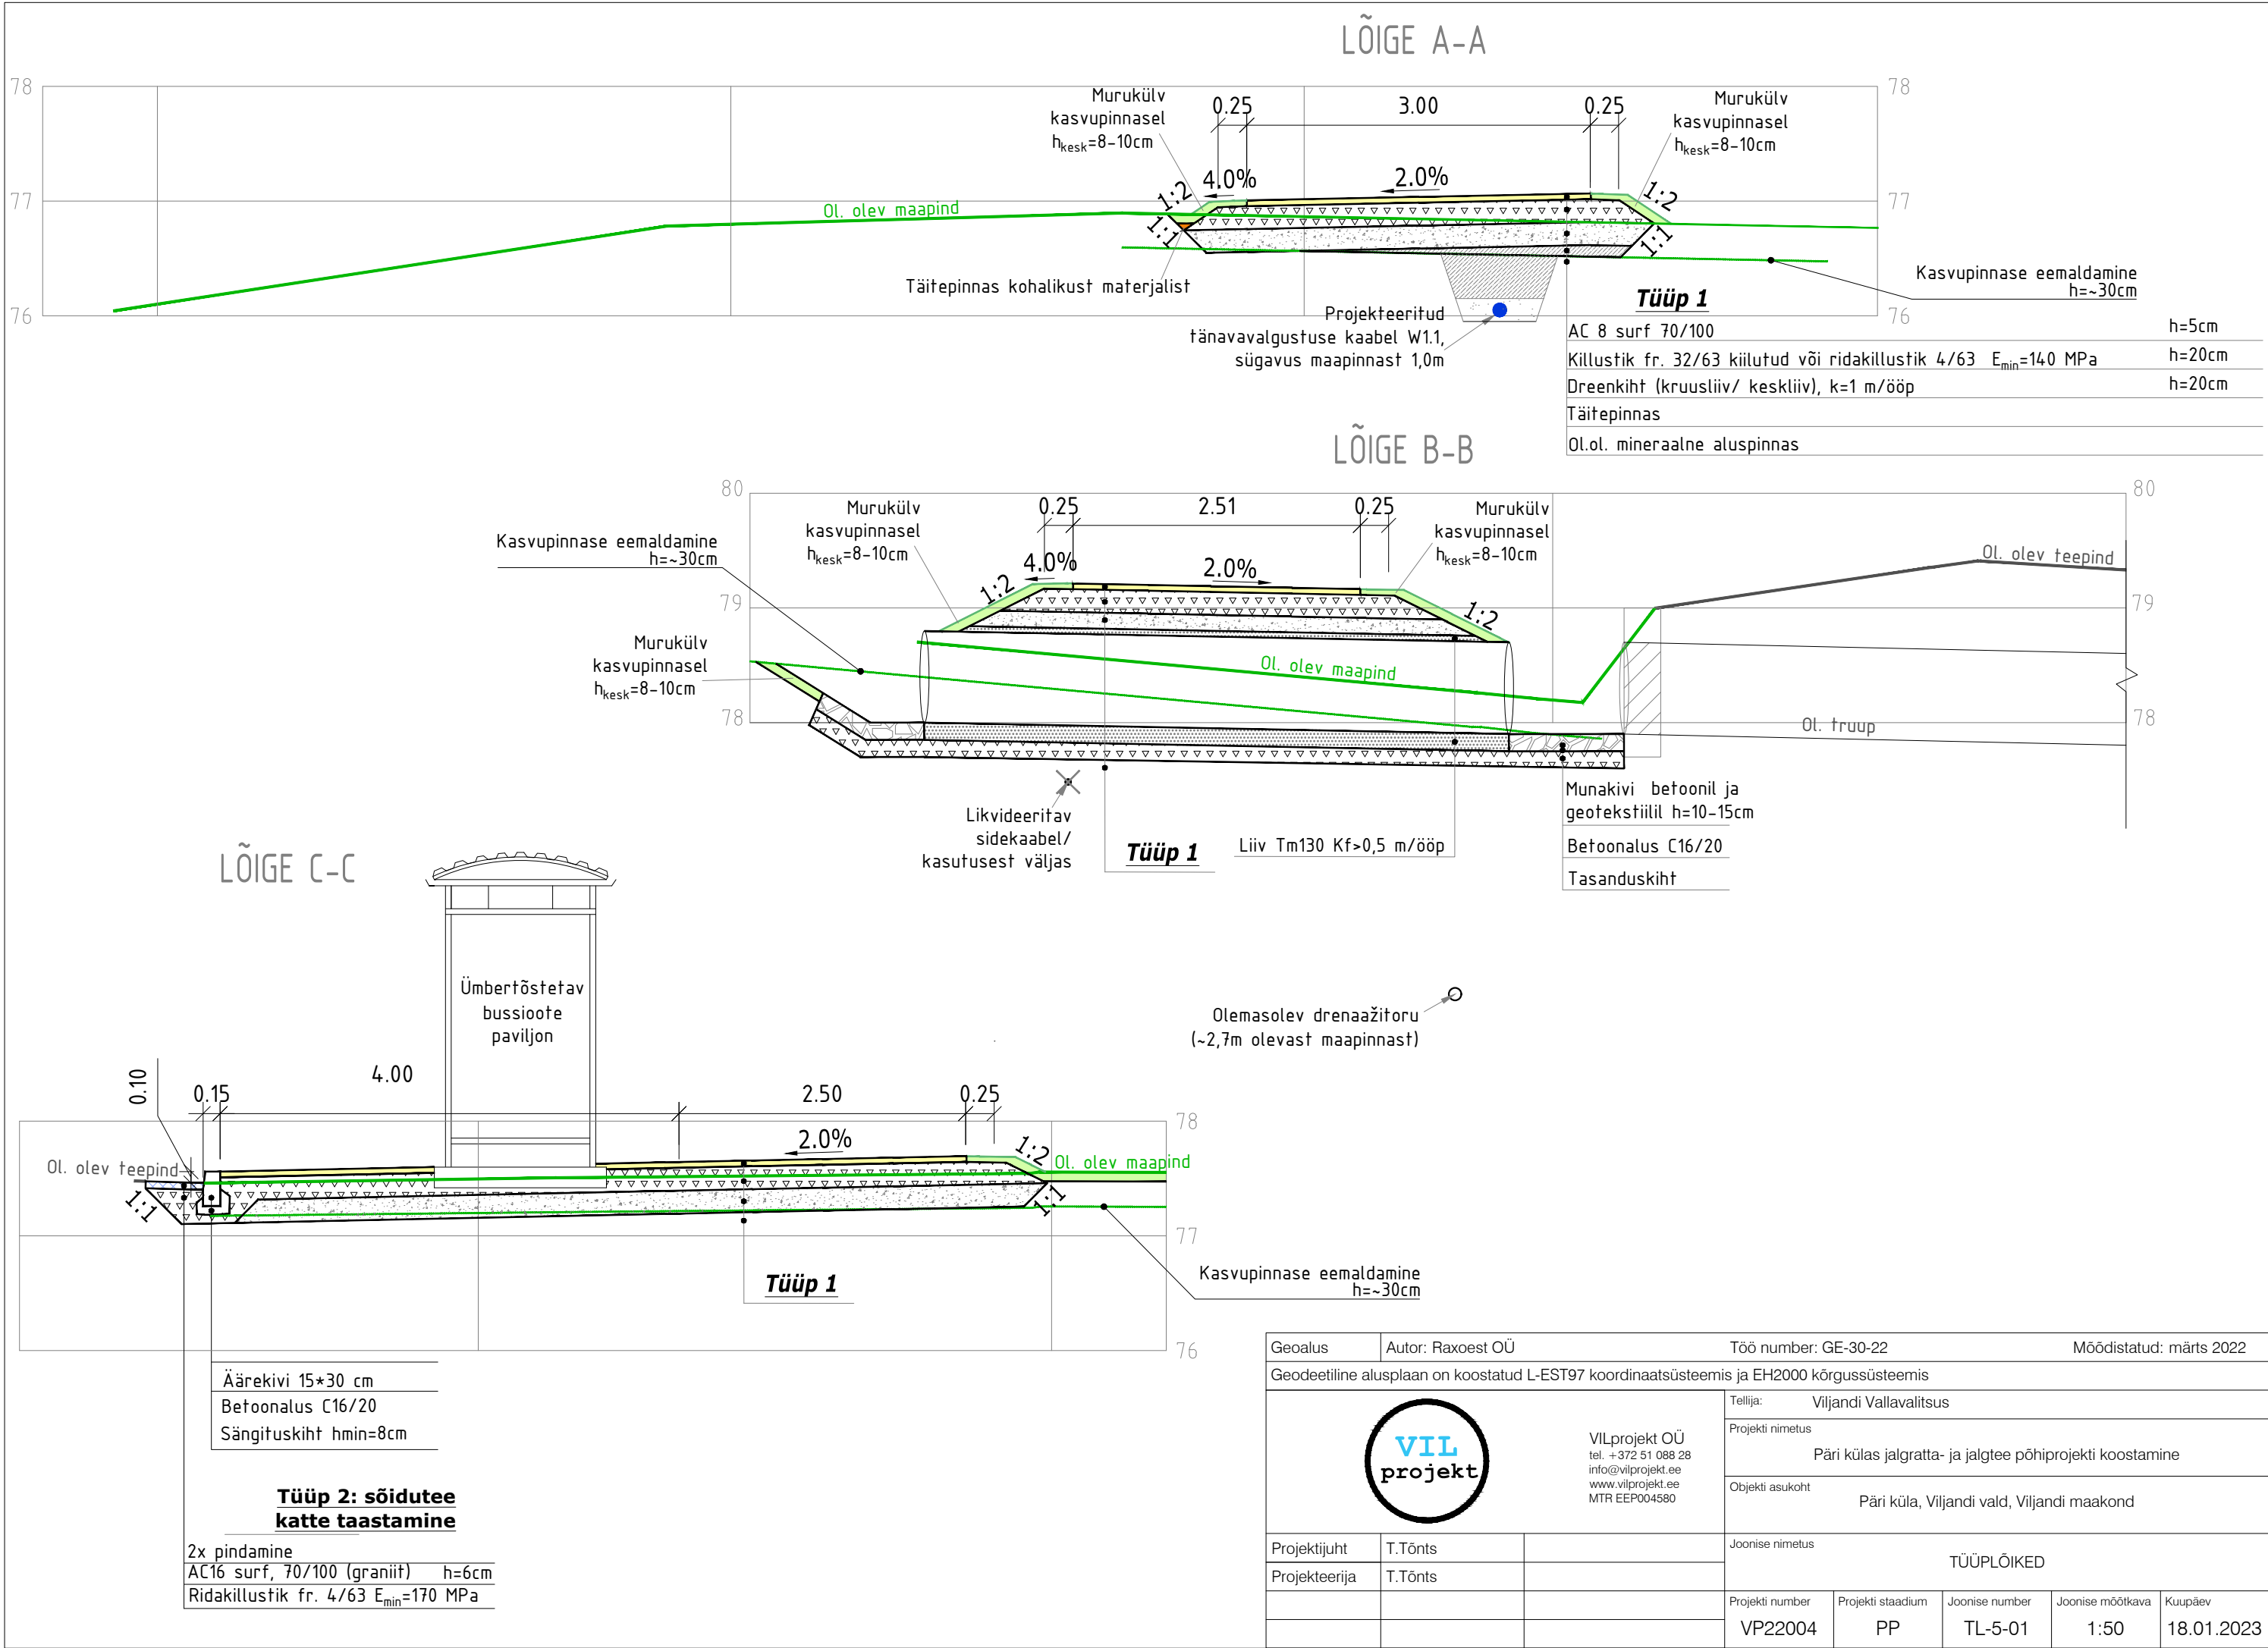 LÕIGE A-A
78
78
77
77
76
76
Murukülv
kasvupinnasel
hkesk=8-10cm
0.25
3.00
0.25
Murukülv
kasvupinnasel
hkesk=8-10cm
1:2
4.0%
2.0%
1:2
1:1
1:1
Ol. olev maapind
Täitepinnas kohalikust materjalist
Kasvupinnase eemaldamine
h=~30cm
Projekteeritud
tänavavalgustuse kaabel W1.1,
sügavus maapinnast 1,0m
Tüüp 1
AC 8 surf 70/100 h=5cm
Killustik fr. 32/63 kiilutud või ridakillustik 4/63 Emin=140 MPa h=20cm
Dreenkiht (kruusliiv/ keskliiv), k=1 m/ööp h=20cm
Täitepinnas
Ol.ol. mineraalne aluspinnas
LÕIGE B-B
80
80
79
79
78
78
Kasvupinnase eemaldamine
h=~30cm
Murukülv
kasvupinnasel
hkesk=8-10cm
0.25
2.51
0.25
Murukülv
kasvupinnasel
hkesk=8-10cm
4.0%
2.0%
1:2
1:2
Ol. olev teepind
Murukülv
kasvupinnasel
hkesk=8-10cm
Ol. olev maapind
Ol. truup
Likvideeritav
sidekaabel/
kasutusest väljas
Tüüp 1
Liiv Tm130 Kf>0,5 m/ööp
Munakivi betoonil ja
geotekstiilil h=10-15cm
Betoonalus C16/20
Tasanduskiht
Olemasolev drenaažitoru
(~2,7m olevast maapinnast)
LÕIGE C-C
Ümbertõstetav
bussioote
paviljon
0.10
0.15
4.00
2.50
0.25
78
77
76
2.0%
1:2
1:1
1:1
Ol. olev teepind
Ol. olev maapind
Kasvupinnase eemaldamine
h=~30cm
Tüüp 1
Äärekivi 15*30 cm
Betoonalus C16/20
Sängituskiht hmin=8cm
Tüüp 2: sõidutee
katte taastamine
2x pindamine
AC16 surf, 70/100 (graniit) h=6cm
Ridakillustik fr. 4/63 Emin=170 MPa
Geoalus Autor: Raxoest OÜ Töö number: GE-30-22 Mõõdistatud: märts 2022
Geodeetiline alusplaan on koostatud L-EST97 koordinaatsüsteemis ja EH2000 kõrgussüsteemis
VIL
projekt
VILprojekt OÜ
tel. +372 51 088 28
info@vilprojekt.ee
www.vilprojekt.ee
MTR EEP004580
Tellija: Viljandi Vallavalitsus
Projekti nimetus
Päri külas jalgratta- ja jalgtee põhiprojekti koostamine
Objekti asukoht
Päri küla, Viljandi vald, Viljandi maakond
Projektijuht T.Tõnts
Projekteerija T.Tõnts
Joonise nimetus
TÜÜPLÕIKED
Projekti number Projekti staadium Joonise number Joonise mõõtkava Kuupäev
VP22004 PP TL-5-01 1:50 18.01.2023